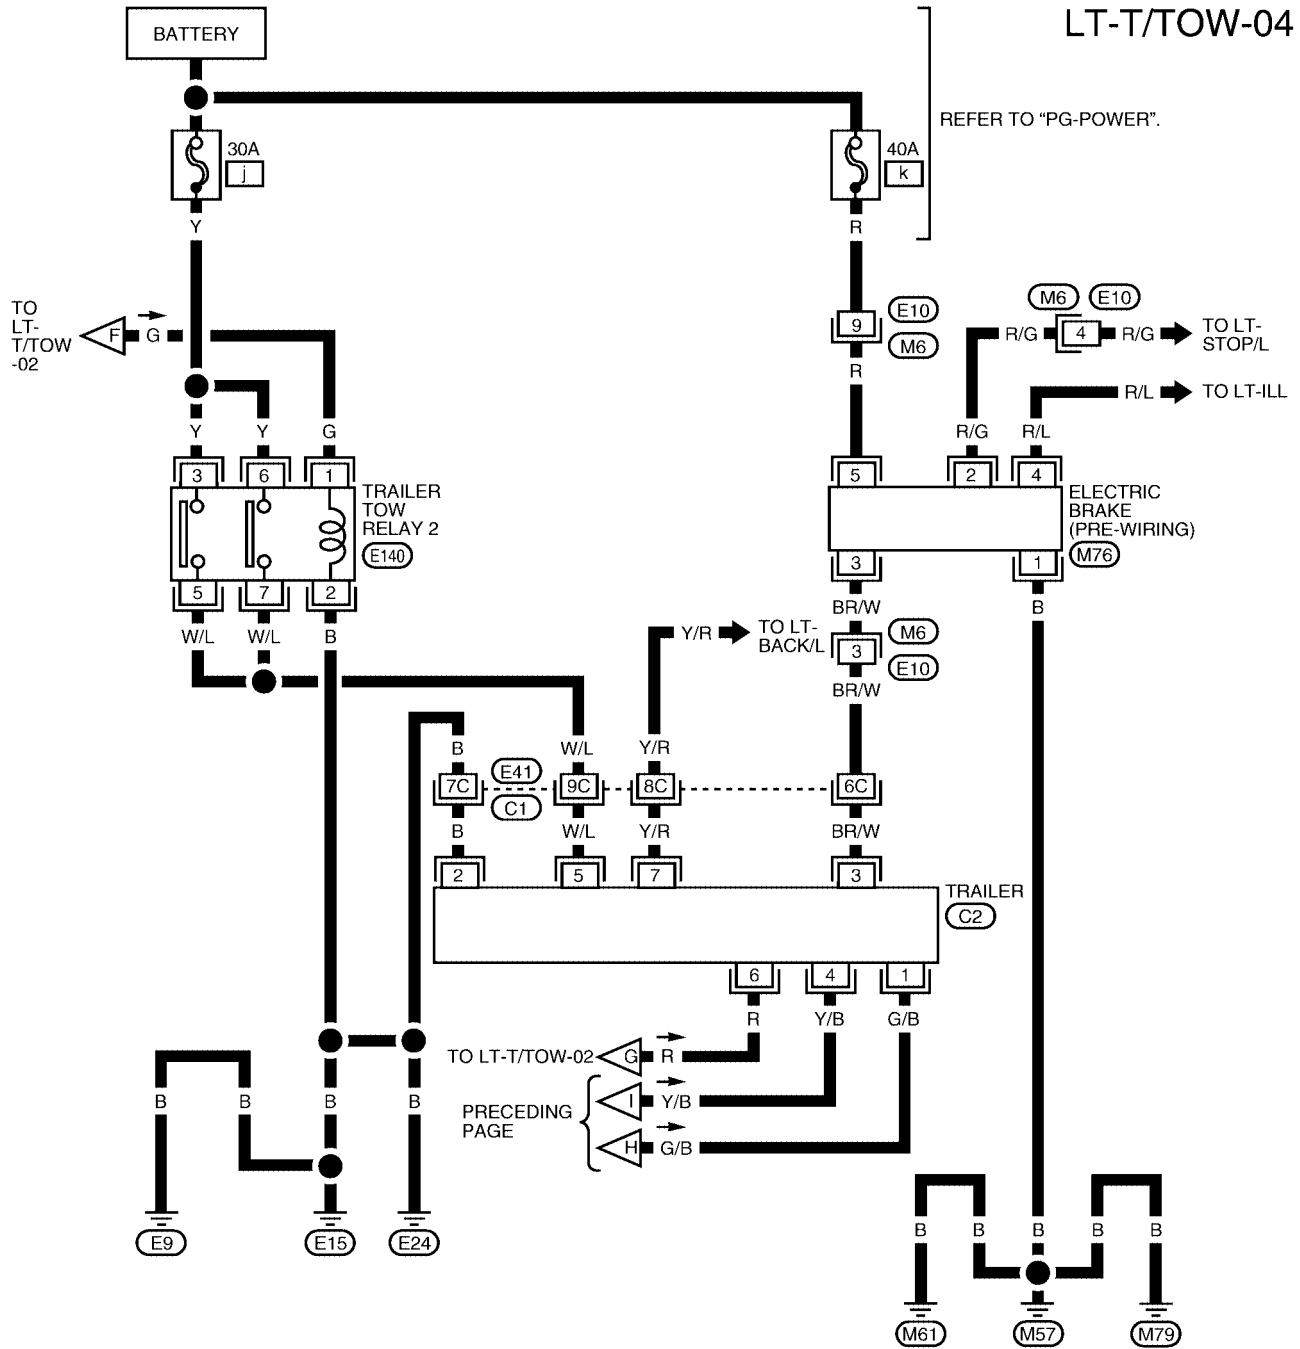 LT-T/TOW-04
BATTERY
REFER TO “PG-POWER”.
30A
j
40A
k
Y
R
TO
LT-
T/TOW
-02
F
G
9
E10
M6
R
M6
E10
R/G
4
R/G
TO LT-
STOP/L
R/L
TO LT-ILL
Y
Y
G
R/G
R/L
3
6
1
5
2
4
TRAILER
TOW
RELAY 2
E140
ELECTRIC
BRAKE
(PRE-WIRING)
M76
5
7
2
3
1
W/L
W/L
B
BR/W
B
Y/R
TO LT-
BACK/L
3
M6
E10
BR/W
B
W/L
Y/R
7C
E41
C1
9C
8C
6C
B
W/L
Y/R
BR/W
2
5
7
3
TRAILER
C2
6
4
1
R
Y/B
G/B
TO LT-T/TOW-02
G
R
PRECEDING
PAGE
I
Y/B
H
G/B
B
B
B
B
E9
E15
E24
B
B
B
B
B
M61
M57
M79